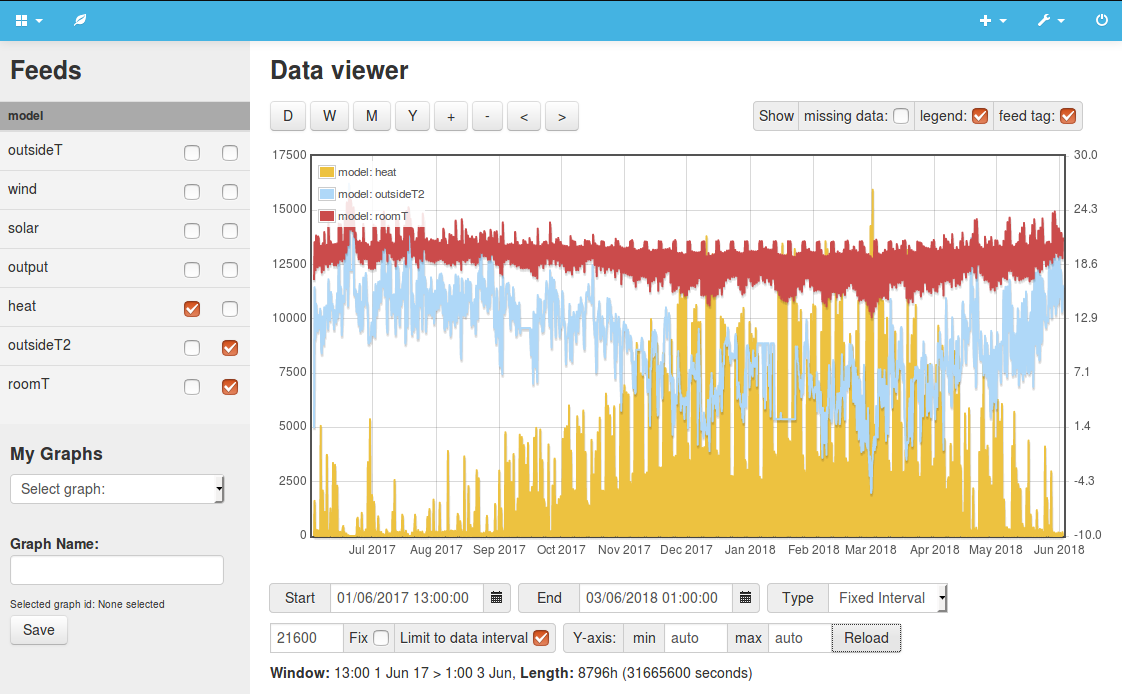 Feeds
model
outsideT
wind
solar
output
heat
outsideT2
roomT
My Graphs
Select graph:
Graph Name:
Selected graph id: None selected
Save
Data viewer
D W M Y + - < >
Show missing data: legend: feed tag:
17500 30.0
model: heat
model: outsideT2
15000 model: roomT 24.3
12500 18.6
10000 12.9
7500 7.1
5000 1.4
2500 -4.3
0 -10.0
Jul 2017 Aug 2017 Sep 2017 Oct 2017 Nov 2017 Dec 2017 Jan 2018 Feb 2018 Mar 2018 Apr 2018 May 2018 Jun 2018
Start 01/06/2017 13:00:00 End 03/06/2018 01:00:00 Type Fixed Interval
21600 Fix Limit to data interval Y-axis: min auto max auto Reload
Window: 13:00 1 Jun 17 > 1:00 3 Jun, Length: 8796h (31665600 seconds)